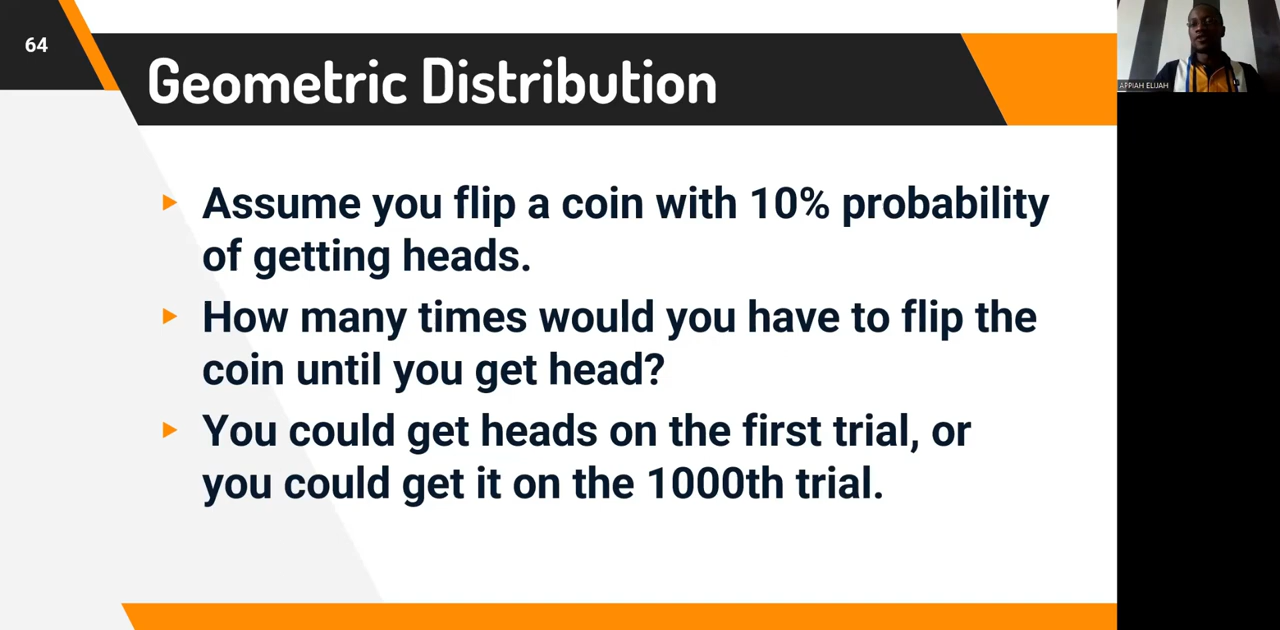 64
Geometric Distribution
Assume you flip a coin with 10% probability
of getting heads.
How many times would you have to flip the
coin until you get head?
You could get heads on the first trial, or
you could get it on the 1000th trial.
APPIAH ELIJAH